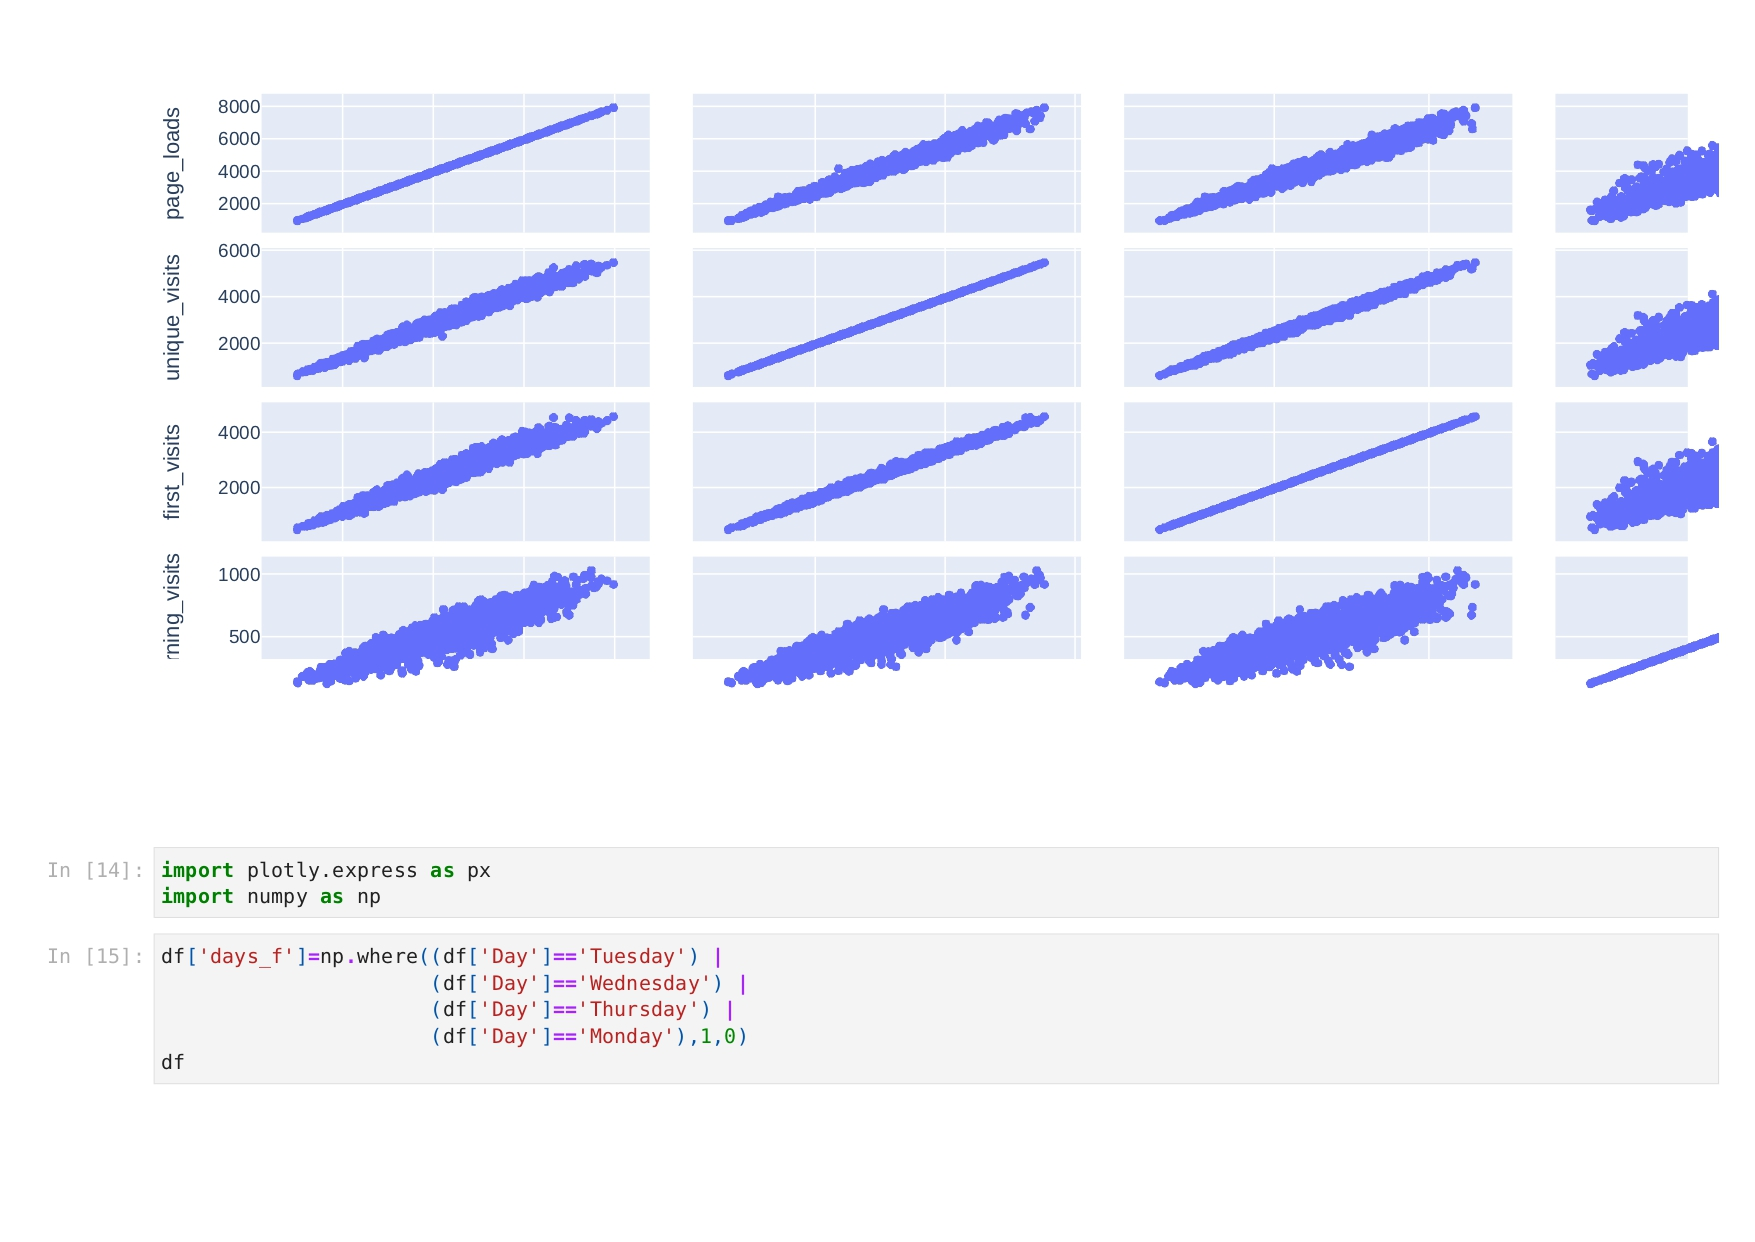 page_loads
8000
6000
4000
2000
unique_visits
6000
4000
2000
first_visits
4000
2000
rning_visits
1000
500
In [14]:
import plotly.express as px
import numpy as np
In [15]:
df['days_f']=np.where((df['Day']=='Tuesday') |
(df['Day']=='Wednesday') |
(df['Day']=='Thursday') |
(df['Day']=='Monday'),1,0)
df